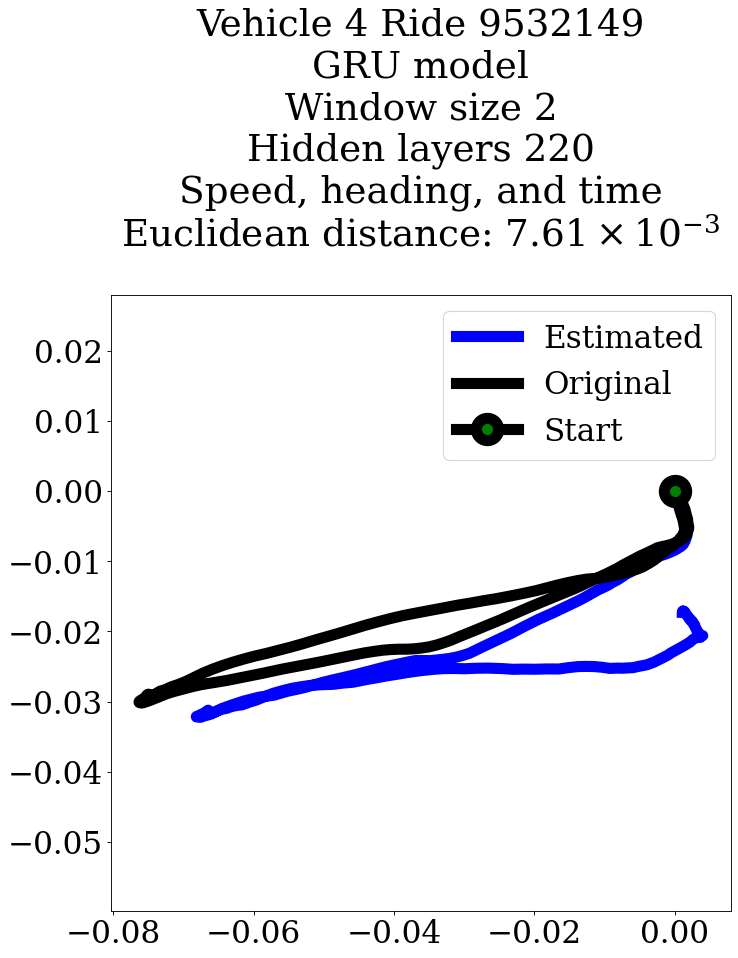 Vehicle 4 Ride 9532149
GRU model
Window size 2
Hidden layers 220
Speed, heading, and time
Euclidean distance: 7.61 × 10⁻³
Estimated
Original
Start
0.02
0.01
0.00
−0.01
−0.02
−0.03
−0.04
−0.05
−0.08 −0.06 −0.04 −0.02 0.00